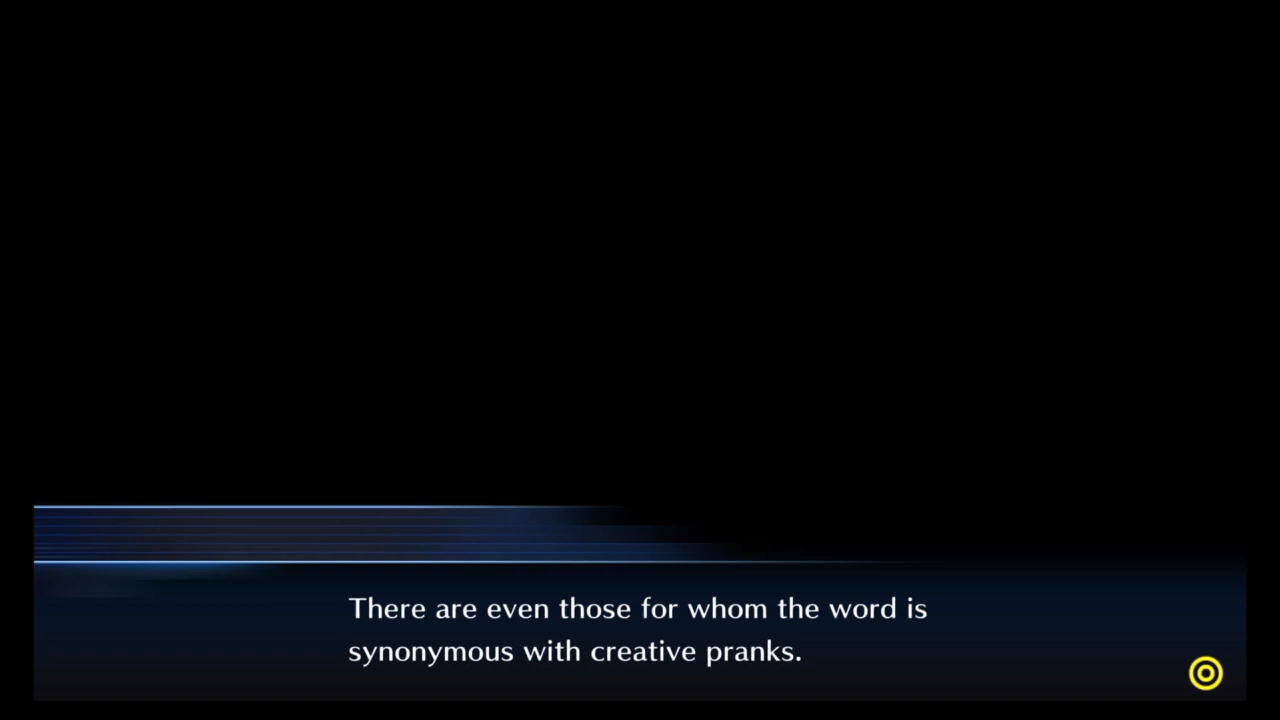 There are even those for whom the word is
synonymous with creative pranks.